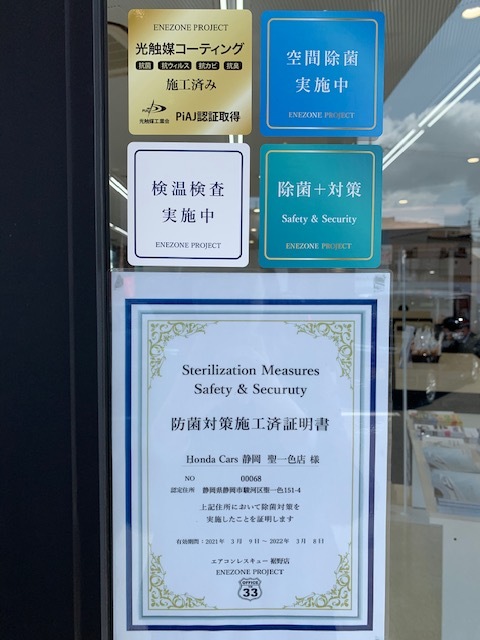 ENEZONE PROJECT
光触媒コーティング
抗菌 抗ウィルス 抗カビ 抗臭
施工済み
PIAJ
光触媒工業会
PiAJ認証取得
空間除菌
実施中
ENEZONE PROJECT
検温検査
実施中
ENEZONE PROJECT
除菌+対策
Safety & Security
ENEZONE PROJECT
Sterilization Measures
Safety & Securuty
防菌対策施工済証明書
Honda Cars 静岡 聖一色店 様
NO 00068
認定住所 静岡県静岡市駿河区聖一色151-4
上記住所において除菌対策を
実施したことを証明します
有効期間：2021年 3月 9日～2022年 3月 8日
エアコンレスキュー 裾野店
ENEZONE PROJECT
OFFICE
33